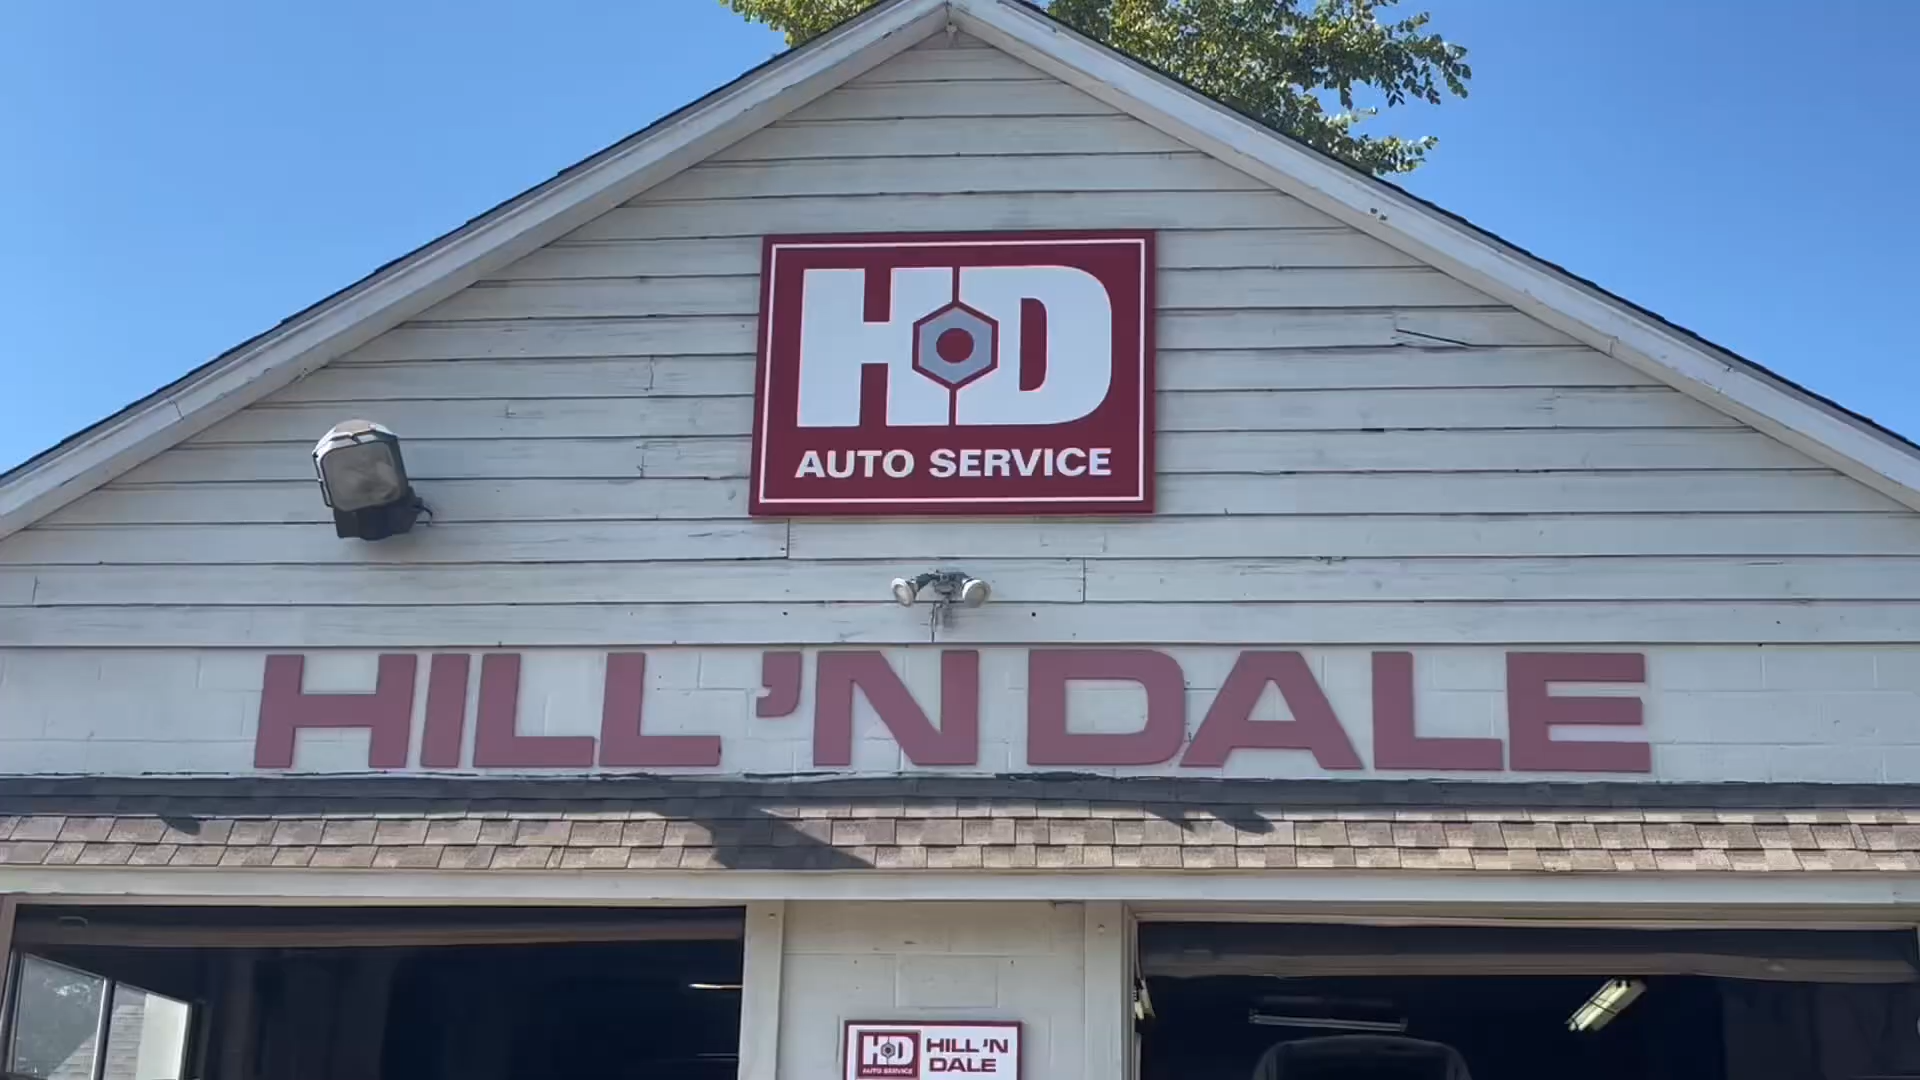 HD
AUTO SERVICE
HILL 'N DALE
HD
AUTO SERVICE
HILL 'N
DALE